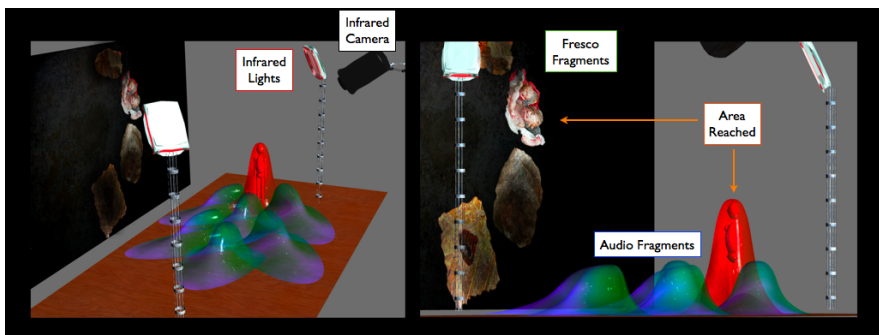 Infrared
Camera
Infrared
Lights
Fresco
Fragments
Area
Reached
Audio Fragments